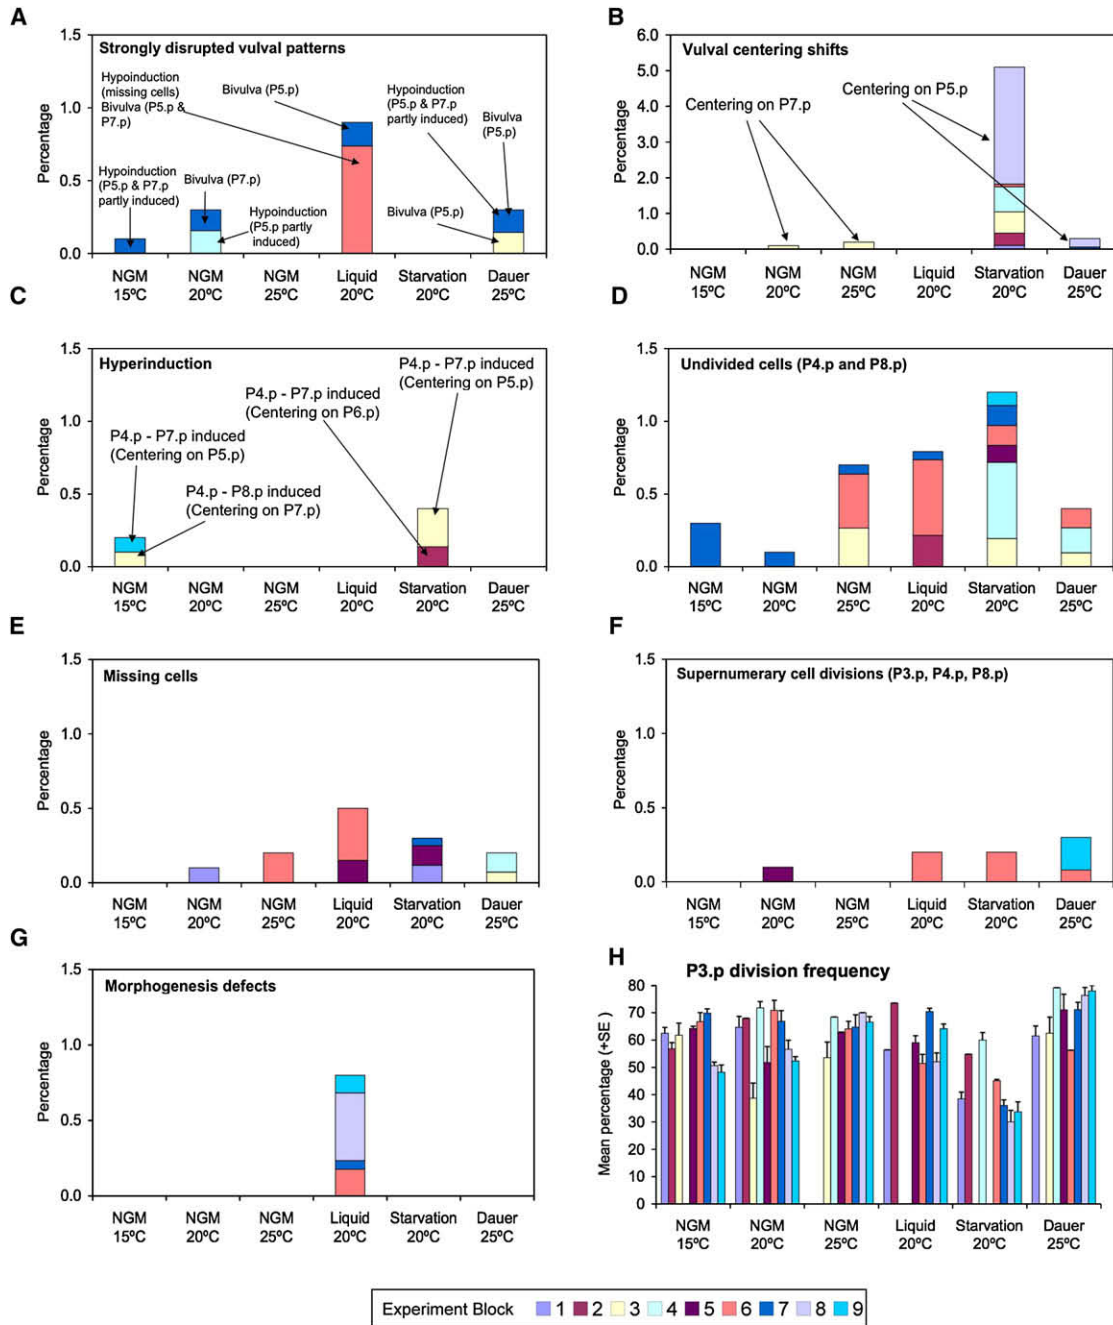 A
Strongly disrupted vulval patterns
Percentage
1.5
1.0
0.5
0.0
Hypoinduction
(missing cells)
Bivulva (P5.p &
P7.p)
Bivulva (P5.p)
Hypoinduction
(P5.p & P7.p
partly induced)
Bivulva
(P5.p)
Hypoinduction
(P5.p & P7.p
partly induced)
Bivulva (P7.p)
Hypoinduction
(P5.p partly
induced)
Bivulva (P5.p)
NGM NGM NGM Liquid Starvation Dauer
15ºC 20ºC 25ºC 20ºC 20ºC 25ºC
B
Vulval centering shifts
Percentage
6.0
5.0
4.0
3.0
2.0
1.0
0.0
Centering on P7.p
Centering on P5.p
NGM NGM NGM Liquid Starvation Dauer
15ºC 20ºC 25ºC 20ºC 20ºC 25ºC
C
Hyperinduction
Percentage
1.5
1.0
0.5
0.0
P4.p - P7.p induced
(Centering on P5.p)
P4.p - P7.p induced
(Centering on P6.p)
P4.p - P7.p induced
(Centering on P5.p)
P4.p - P8.p induced
(Centering on P7.p)
NGM NGM NGM Liquid Starvation Dauer
15ºC 20ºC 25ºC 20ºC 20ºC 25ºC
D
Undivided cells (P4.p and P8.p)
Percentage
1.5
1.0
0.5
0.0
NGM NGM NGM Liquid Starvation Dauer
15ºC 20ºC 25ºC 20ºC 20ºC 25ºC
E
Missing cells
Percentage
1.5
1.0
0.5
0.0
NGM NGM NGM Liquid Starvation Dauer
15ºC 20ºC 25ºC 20ºC 20ºC 25ºC
F
Supernumerary cell divisions (P3.p, P4.p, P8.p)
Percentage
1.5
1.0
0.5
0.0
NGM NGM NGM Liquid Starvation Dauer
15ºC 20ºC 25ºC 20ºC 20ºC 25ºC
G
Morphogenesis defects
Percentage
1.5
1.0
0.5
0.0
NGM NGM NGM Liquid Starvation Dauer
15ºC 20ºC 25ºC 20ºC 20ºC 25ºC
H
P3.p division frequency
Mean percentage (+SE )
80
70
60
50
40
30
20
10
0
NGM NGM NGM Liquid Starvation Dauer
15ºC 20ºC 25ºC 20ºC 20ºC 25ºC
Experiment Block 1 2 3 4 5 6 7 8 9